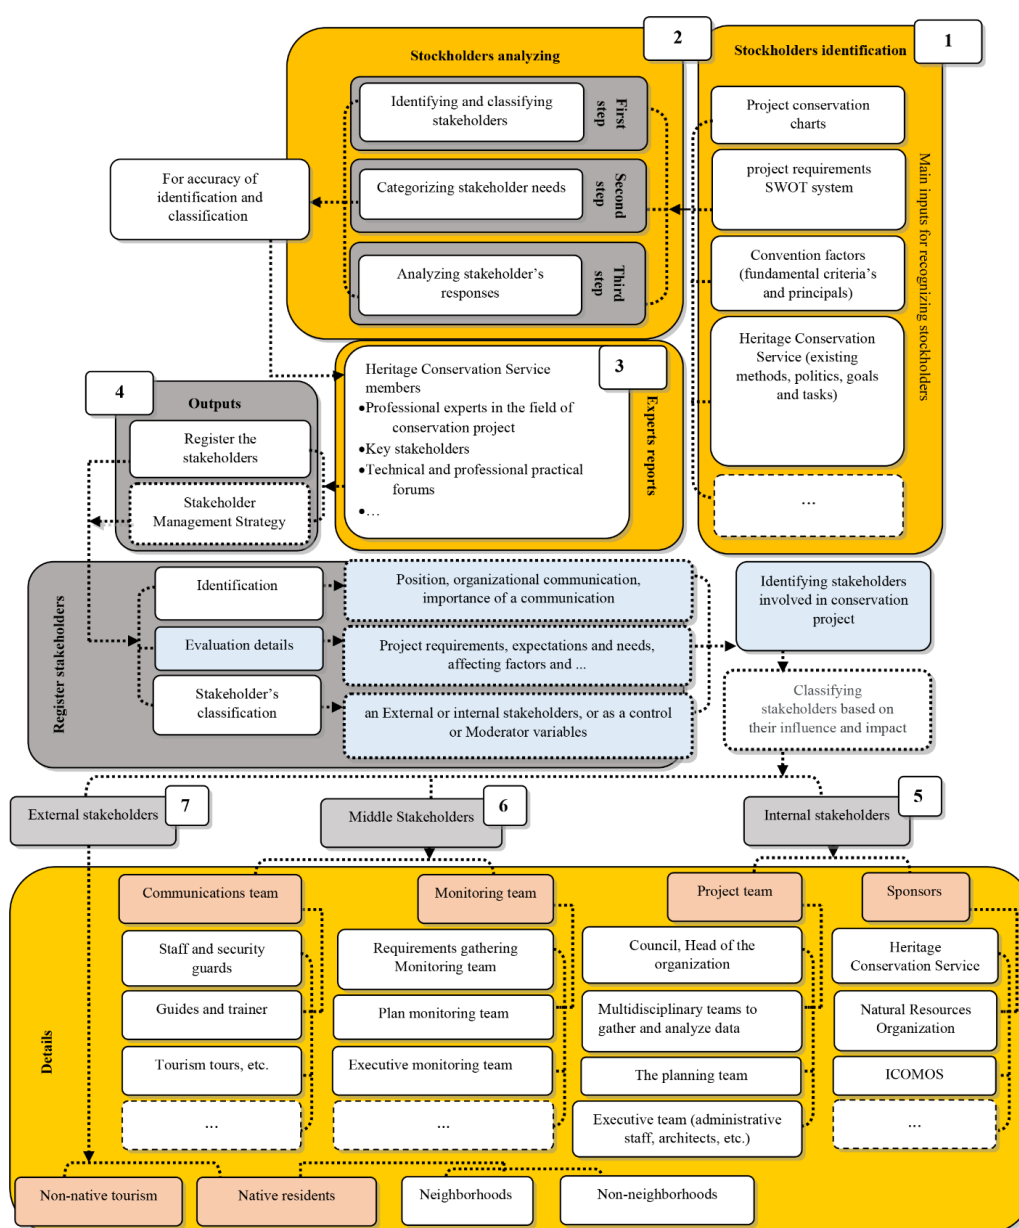 2
1
Stockholders analyzing
Stockholders identification
Identifying and classifying
stakeholders
First
step
Project conservation
charts
For accuracy of
identification and
classification
Categorizing stakeholder needs
Second
step
project requirements
SWOT system
Main inputs for recognizing stockholders
Analyzing stakeholder's
responses
Third
step
Convention factors
(fundamental criteria's
and principals)
Heritage Conservation
Service (existing
methods, politics, goals
and tasks)
...
3
Heritage Conservation Service
members
•Professional experts in the field of
conservation project
•Key stakeholders
•Technical and professional practical
forums
•…
Experts reports
4
Outputs
Register the
stakeholders
Stakeholder
Management Strategy
Register stakeholders
Identification
Position, organizational communication,
importance of a communication
Evaluation details
Project requirements, expectations and needs,
affecting factors and ...
Stakeholder's
classification
an External or internal stakeholders, or as a control
or Moderator variables
Identifying stakeholders
involved in conservation
project
Classifying
stakeholders based on
their influence and impact
7
External stakeholders
6
Middle Stakeholders
5
Internal stakeholders
Details
Communications team
Monitoring team
Project team
Sponsors
Staff and security
guards
Guides and trainer
Tourism tours, etc.
...
Requirements gathering
Monitoring team
Plan monitoring team
Executive monitoring team
...
Council, Head of the
organization
Multidisciplinary teams to
gather and analyze data
The planning team
Executive team (administrative
staff, architects, etc.)
Heritage
Conservation Service
Natural Resources
Organization
ICOMOS
...
Non-native tourism
Native residents
Neighborhoods
Non-neighborhoods